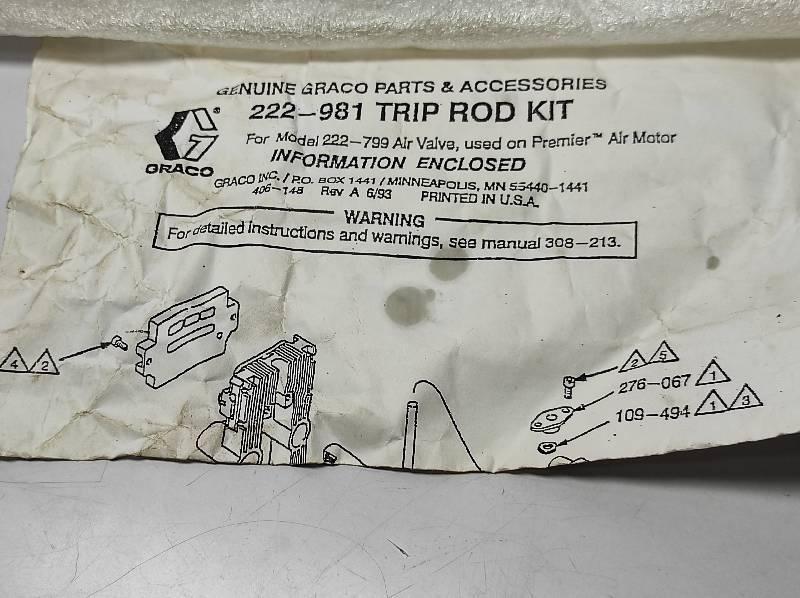 GENUINE GRACO PARTS & ACCESSORIES
222-981 TRIP ROD KIT
For Model 222-799 Air Valve, used on Premier™ Air Motor
INFORMATION ENCLOSED
GRACO INC. / P.O. BOX 1441 / MINNEAPOLIS, MN 55440-1441
406-148 Rev A 6/93 PRINTED IN U.S.A.
® GRACO
WARNING
For detailed instructions and warnings, see manual 308-213.
4 2
2 5
276-067 1
109-494 1 3